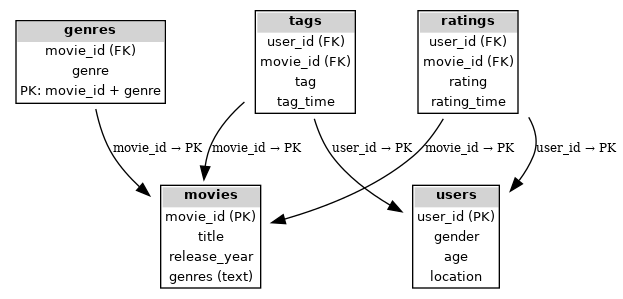 genres
movie_id (FK)
genre
PK: movie_id + genre
tags
user_id (FK)
movie_id (FK)
tag
tag_time
ratings
user_id (FK)
movie_id (FK)
rating
rating_time
movie_id → PK
movie_id → PK
user_id → PK
movie_id → PK
user_id → PK
movies
movie_id (PK)
title
release_year
genres (text)
users
user_id (PK)
gender
age
location